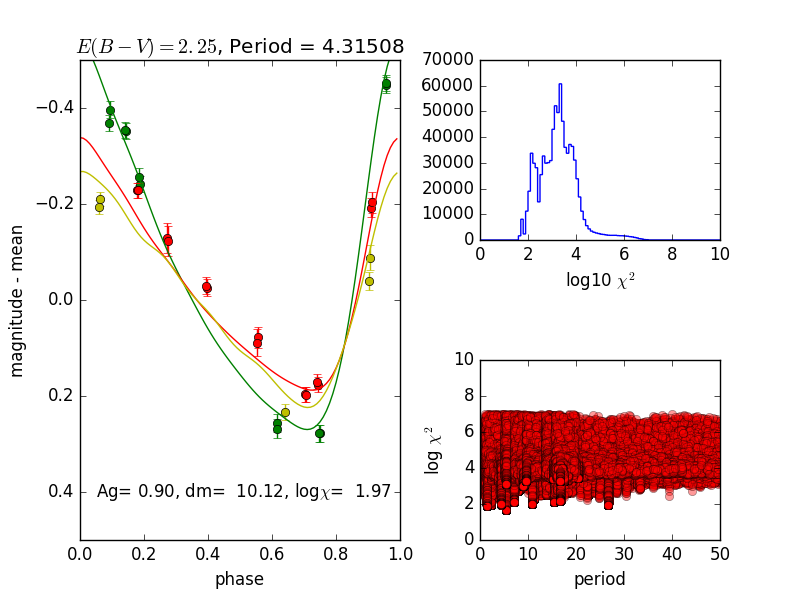 E(B − V) = 2.25, Period = 4.31508
−0.4
−0.2
0.0
0.2
0.4
magnitude - mean
Ag= 0.90, dm= 10.12, logχ= 1.97
0.0 0.2 0.4 0.6 0.8 1.0
phase
70000
60000
50000
40000
30000
20000
10000
0
0 2 4 6 8 10
log10 χ²
10
8
6
4
2
0
log χ²
0 10 20 30 40 50
period